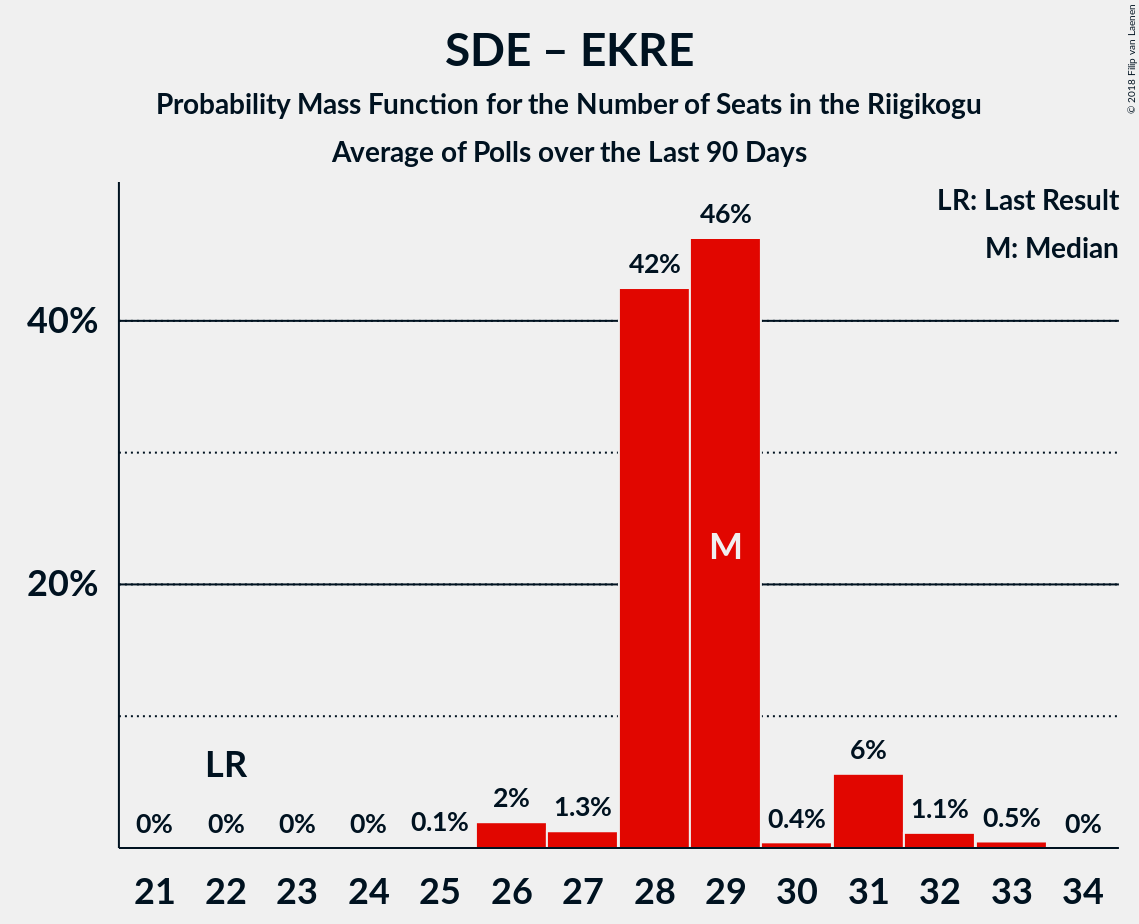 SDE – EKRE
Probability Mass Function for the Number of Seats in the Riigikogu
Average of Polls over the Last 90 Days
© 2018 Filip van Laenen
LR: Last Result
M: Median
46%
42%
40%
M
20%
LR
6%
0% 0% 0% 0% 0.1% 2% 1.3% 0.4% 1.1% 0.5% 0%
21 22 23 24 25 26 27 28 29 30 31 32 33 34